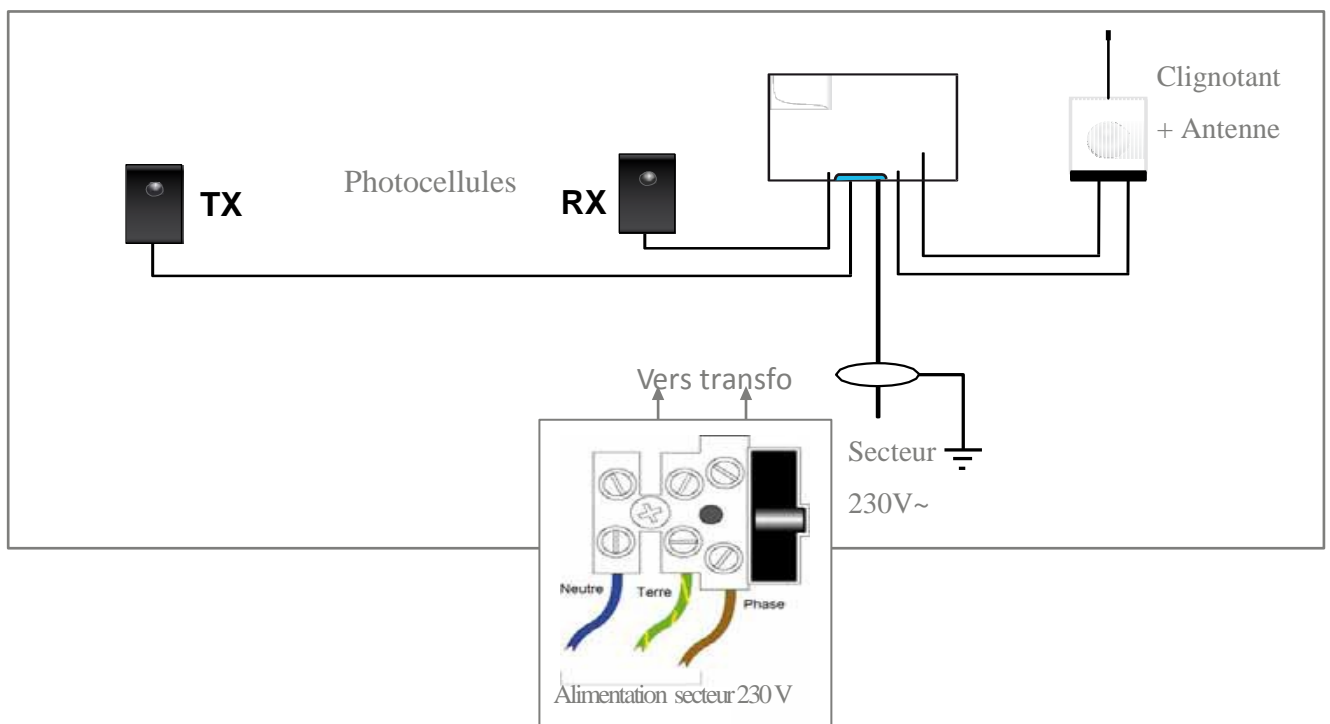 Clignotant
+ Antenne
Photocellules
TX
RX
Vers transfo
Secteur
230V~
Neutre
Terre
Phase
Alimentation secteur 230 V